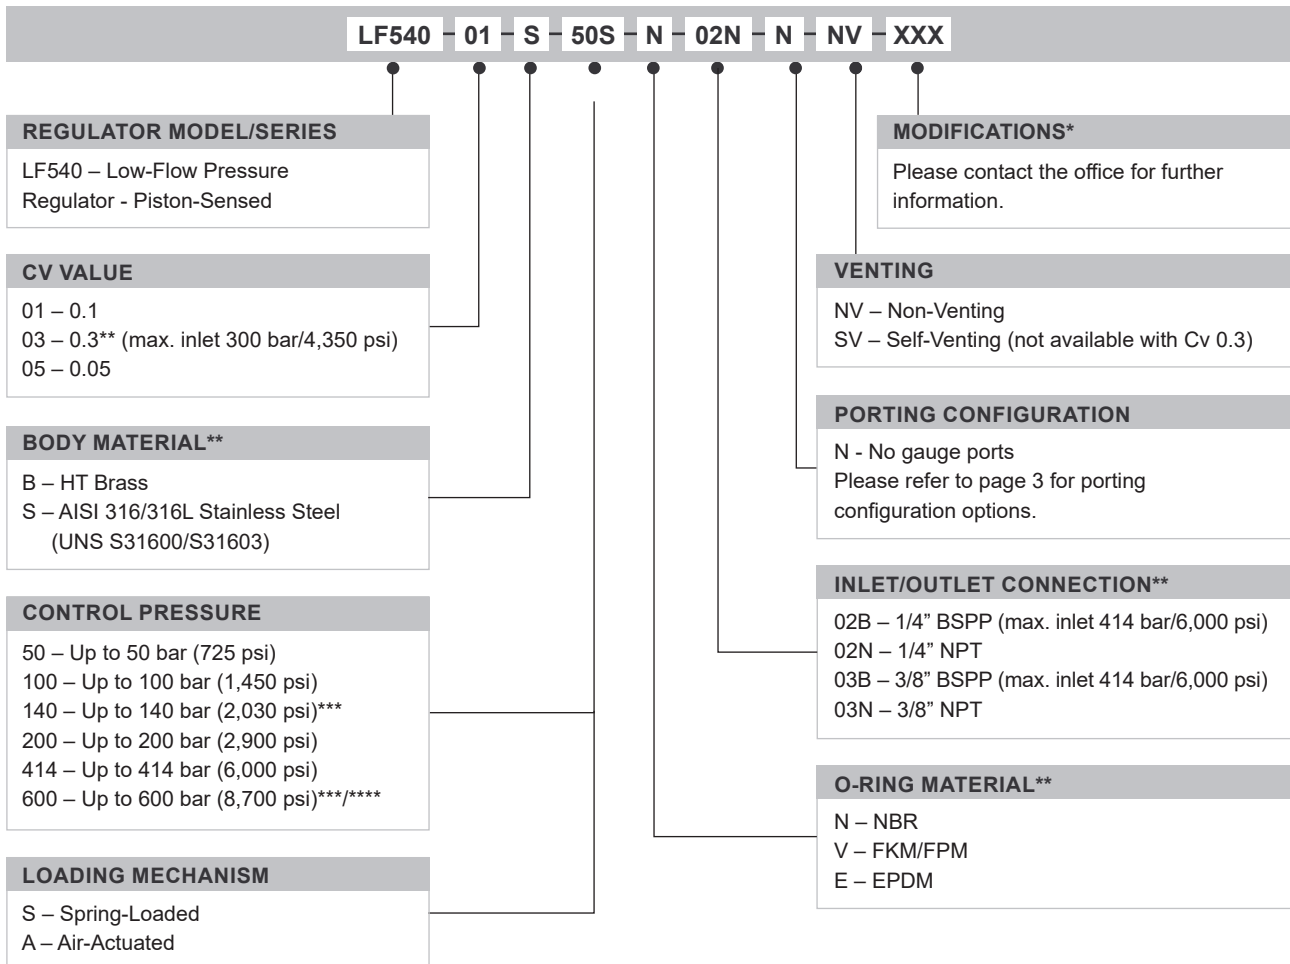 LF540 01 S 50S N 02N N NV XXX
REGULATOR MODEL/SERIES
LF540 – Low-Flow Pressure
Regulator - Piston-Sensed
CV VALUE
01 – 0.1
03 – 0.3** (max. inlet 300 bar/4,350 psi)
05 – 0.05
BODY MATERIAL**
B – HT Brass
S – AISI 316/316L Stainless Steel
(UNS S31600/S31603)
CONTROL PRESSURE
50 – Up to 50 bar (725 psi)
100 – Up to 100 bar (1,450 psi)
140 – Up to 140 bar (2,030 psi)***
200 – Up to 200 bar (2,900 psi)
414 – Up to 414 bar (6,000 psi)
600 – Up to 600 bar (8,700 psi)***/****
LOADING MECHANISM
S – Spring-Loaded
A – Air-Actuated
MODIFICATIONS*
Please contact the office for further
information.
VENTING
NV – Non-Venting
SV – Self-Venting (not available with Cv 0.3)
PORTING CONFIGURATION
N - No gauge ports
Please refer to page 3 for porting
configuration options.
INLET/OUTLET CONNECTION**
02B – 1/4” BSPP (max. inlet 414 bar/6,000 psi)
02N – 1/4” NPT
03B – 3/8” BSPP (max. inlet 414 bar/6,000 psi)
03N – 3/8” NPT
O-RING MATERIAL**
N – NBR
V – FKM/FPM
E – EPDM